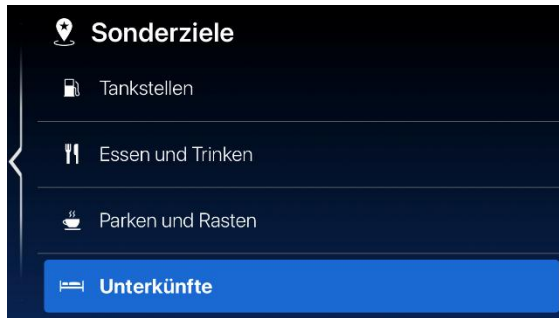 Sonderziele
Tankstellen
Essen und Trinken
Parken und Rasten
Unterkünfte